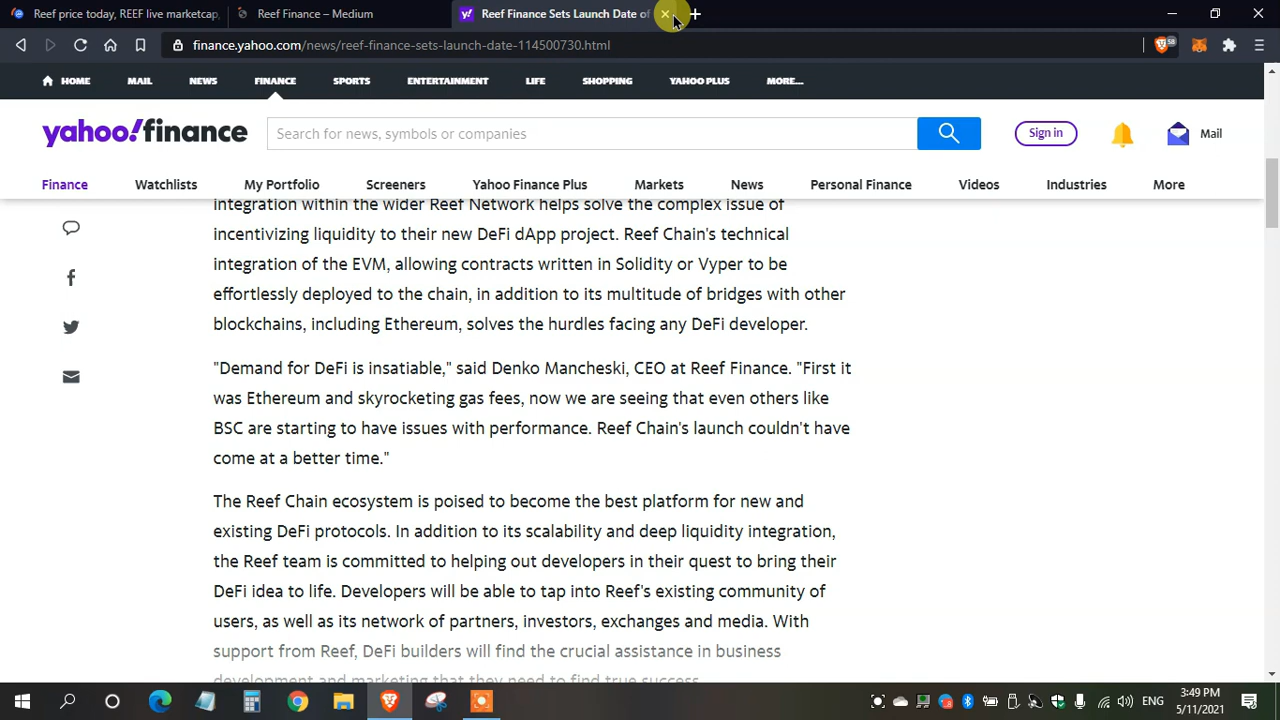 Reef price today, REEF live marketcap,
Reef Finance – Medium
Reef Finance Sets Launch Date of
finance.yahoo.com/news/reef-finance-sets-launch-date-114500730.html
58
HOME MAIL NEWS FINANCE SPORTS ENTERTAINMENT LIFE SHOPPING YAHOO PLUS MORE...
yahoo!finance
Search for news, symbols or companies
Sign in
Mail
Finance Watchlists My Portfolio Screeners Yahoo Finance Plus Markets News Personal Finance Videos Industries More
integration within the wider Reef Network helps solve the complex issue of
incentivizing liquidity to their new DeFi dApp project. Reef Chain's technical
integration of the EVM, allowing contracts written in Solidity or Vyper to be
effortlessly deployed to the chain, in addition to its multitude of bridges with other
blockchains, including Ethereum, solves the hurdles facing any DeFi developer.
"Demand for DeFi is insatiable," said Denko Mancheski, CEO at Reef Finance. "First it
was Ethereum and skyrocketing gas fees, now we are seeing that even others like
BSC are starting to have issues with performance. Reef Chain's launch couldn't have
come at a better time."
The Reef Chain ecosystem is poised to become the best platform for new and
existing DeFi protocols. In addition to its scalability and deep liquidity integration,
the Reef team is committed to helping out developers in their quest to bring their
DeFi idea to life. Developers will be able to tap into Reef's existing community of
users, as well as its network of partners, investors, exchanges and media. With
support from Reef, DeFi builders will find the crucial assistance in business
development and marketing that they need to find true success.
ENG
3:49 PM
5/11/2021